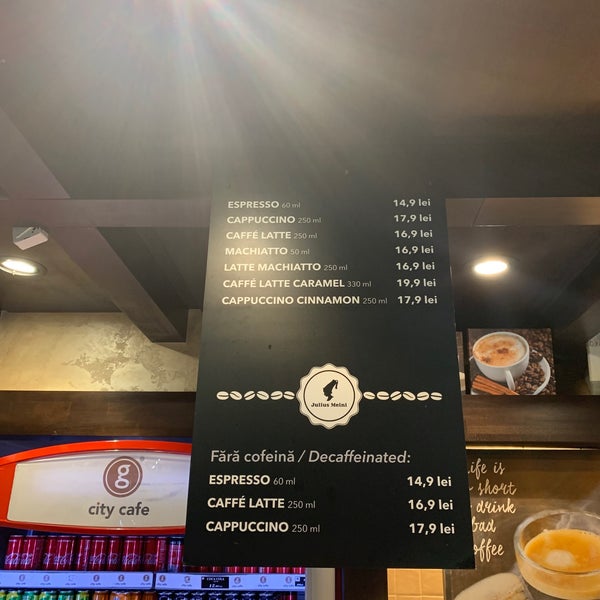 ESPRESSO 60 ml 14,9 lei
CAPPUCCINO 250 ml 17,9 lei
CAFFÉ LATTE 250 ml 16,9 lei
MACHIATTO 50 ml 16,9 lei
LATTE MACHIATTO 250 ml 16,9 lei
CAFFÉ LATTE CARAMEL 330 ml 19,9 lei
CAPPUCCINO CINNAMON 250 ml 17,9 lei
Julius Meinl
Fără cofeină / Decaffeinated:
ESPRESSO 60 ml 14,9 lei
CAFFÉ LATTE 250 ml 16,9 lei
CAPPUCCINO 250 ml 17,9 lei
g
city cafe
life is
short
drink
bad
coffee